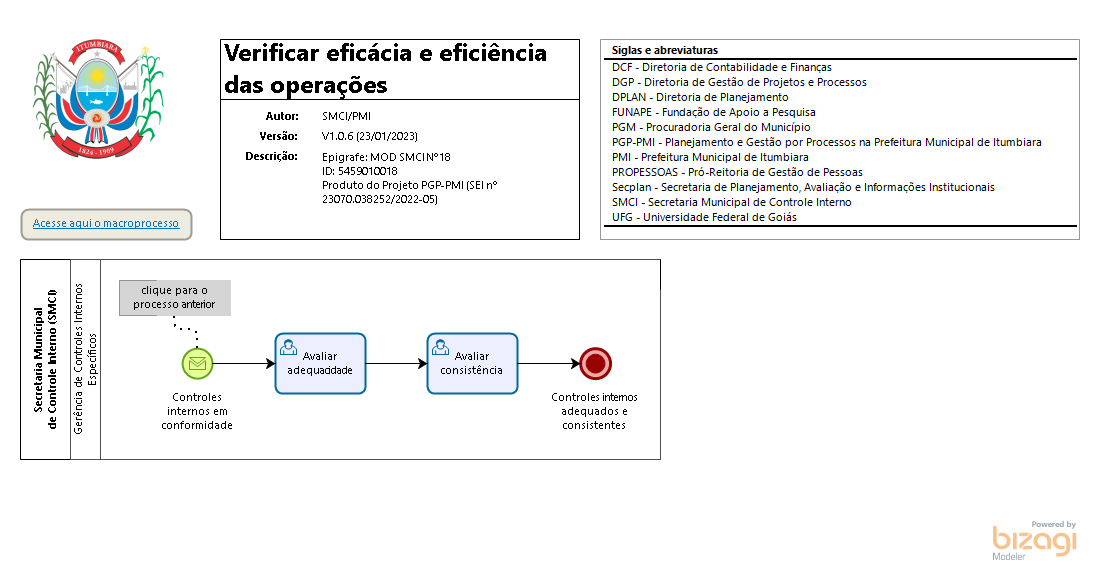 ITUMBIARA
1824 - 1909
Acesse aqui o macroprocesso
Verificar eficácia e eficiência
das operações
Autor: SMCI/PMI
Versão: V1.0.6 (23/01/2023)
Descrição: Epigrafe: MOD SMCI Nº 18
ID: 5459010018
Produto do Projeto PGP-PMI (SEI nº
23070.038252/2022-05)
Siglas e abreviaturas
DCF - Diretoria de Contabilidade e Finanças
DGP - Diretoria de Gestão de Projetos e Processos
DPLAN - Diretoria de Planejamento
FUNAPE - Fundação de Apoio a Pesquisa
PGM - Procuradoria Geral do Município
PGP-PMI - Planejamento e Gestão por Processos na Prefeitura Municipal de Itumbiara
PMI - Prefeitura Municipal de Itumbiara
PROPESSOAS - Pró-Reitoria de Gestão de Pessoas
Secplan - Secretaria de Planejamento, Avaliação e Informações Institucionais
SMCI - Secretaria Municipal de Controle Interno
UFG - Universidade Federal de Goiás
Secretaria Municipal
de Controle Interno (SMCI)
Gerência de Controles Internos
Específicos
clique para o
processo anterior
Controles
internos em
conformidade
Avaliar
adequacidade
Avaliar
consistência
Controles internos
adequados e
consistentes
Powered by
bizagi
Modeler